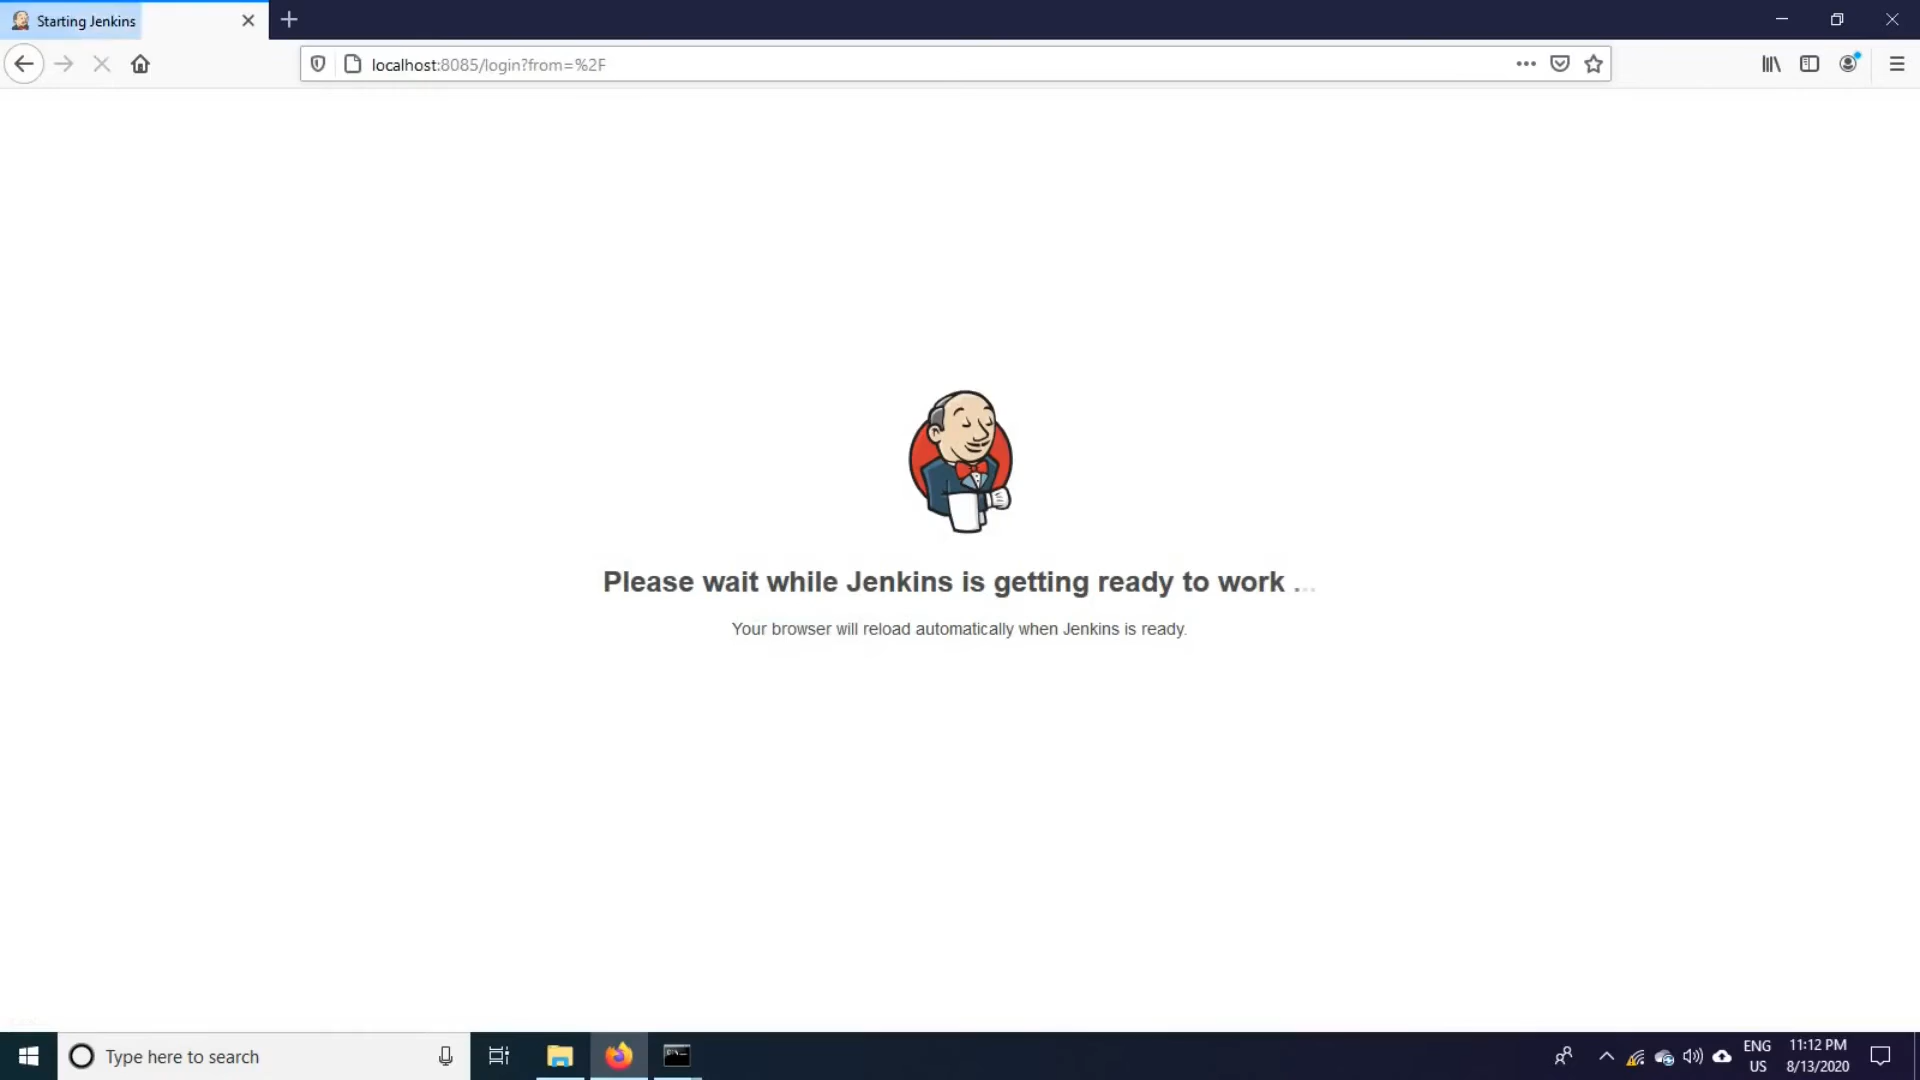 Starting Jenkins
localhost:8085/login?from=%2F
Please wait while Jenkins is getting ready to work ...
Your browser will reload automatically when Jenkins is ready.
Type here to search
ENG
US
11:12 PM
8/13/2020